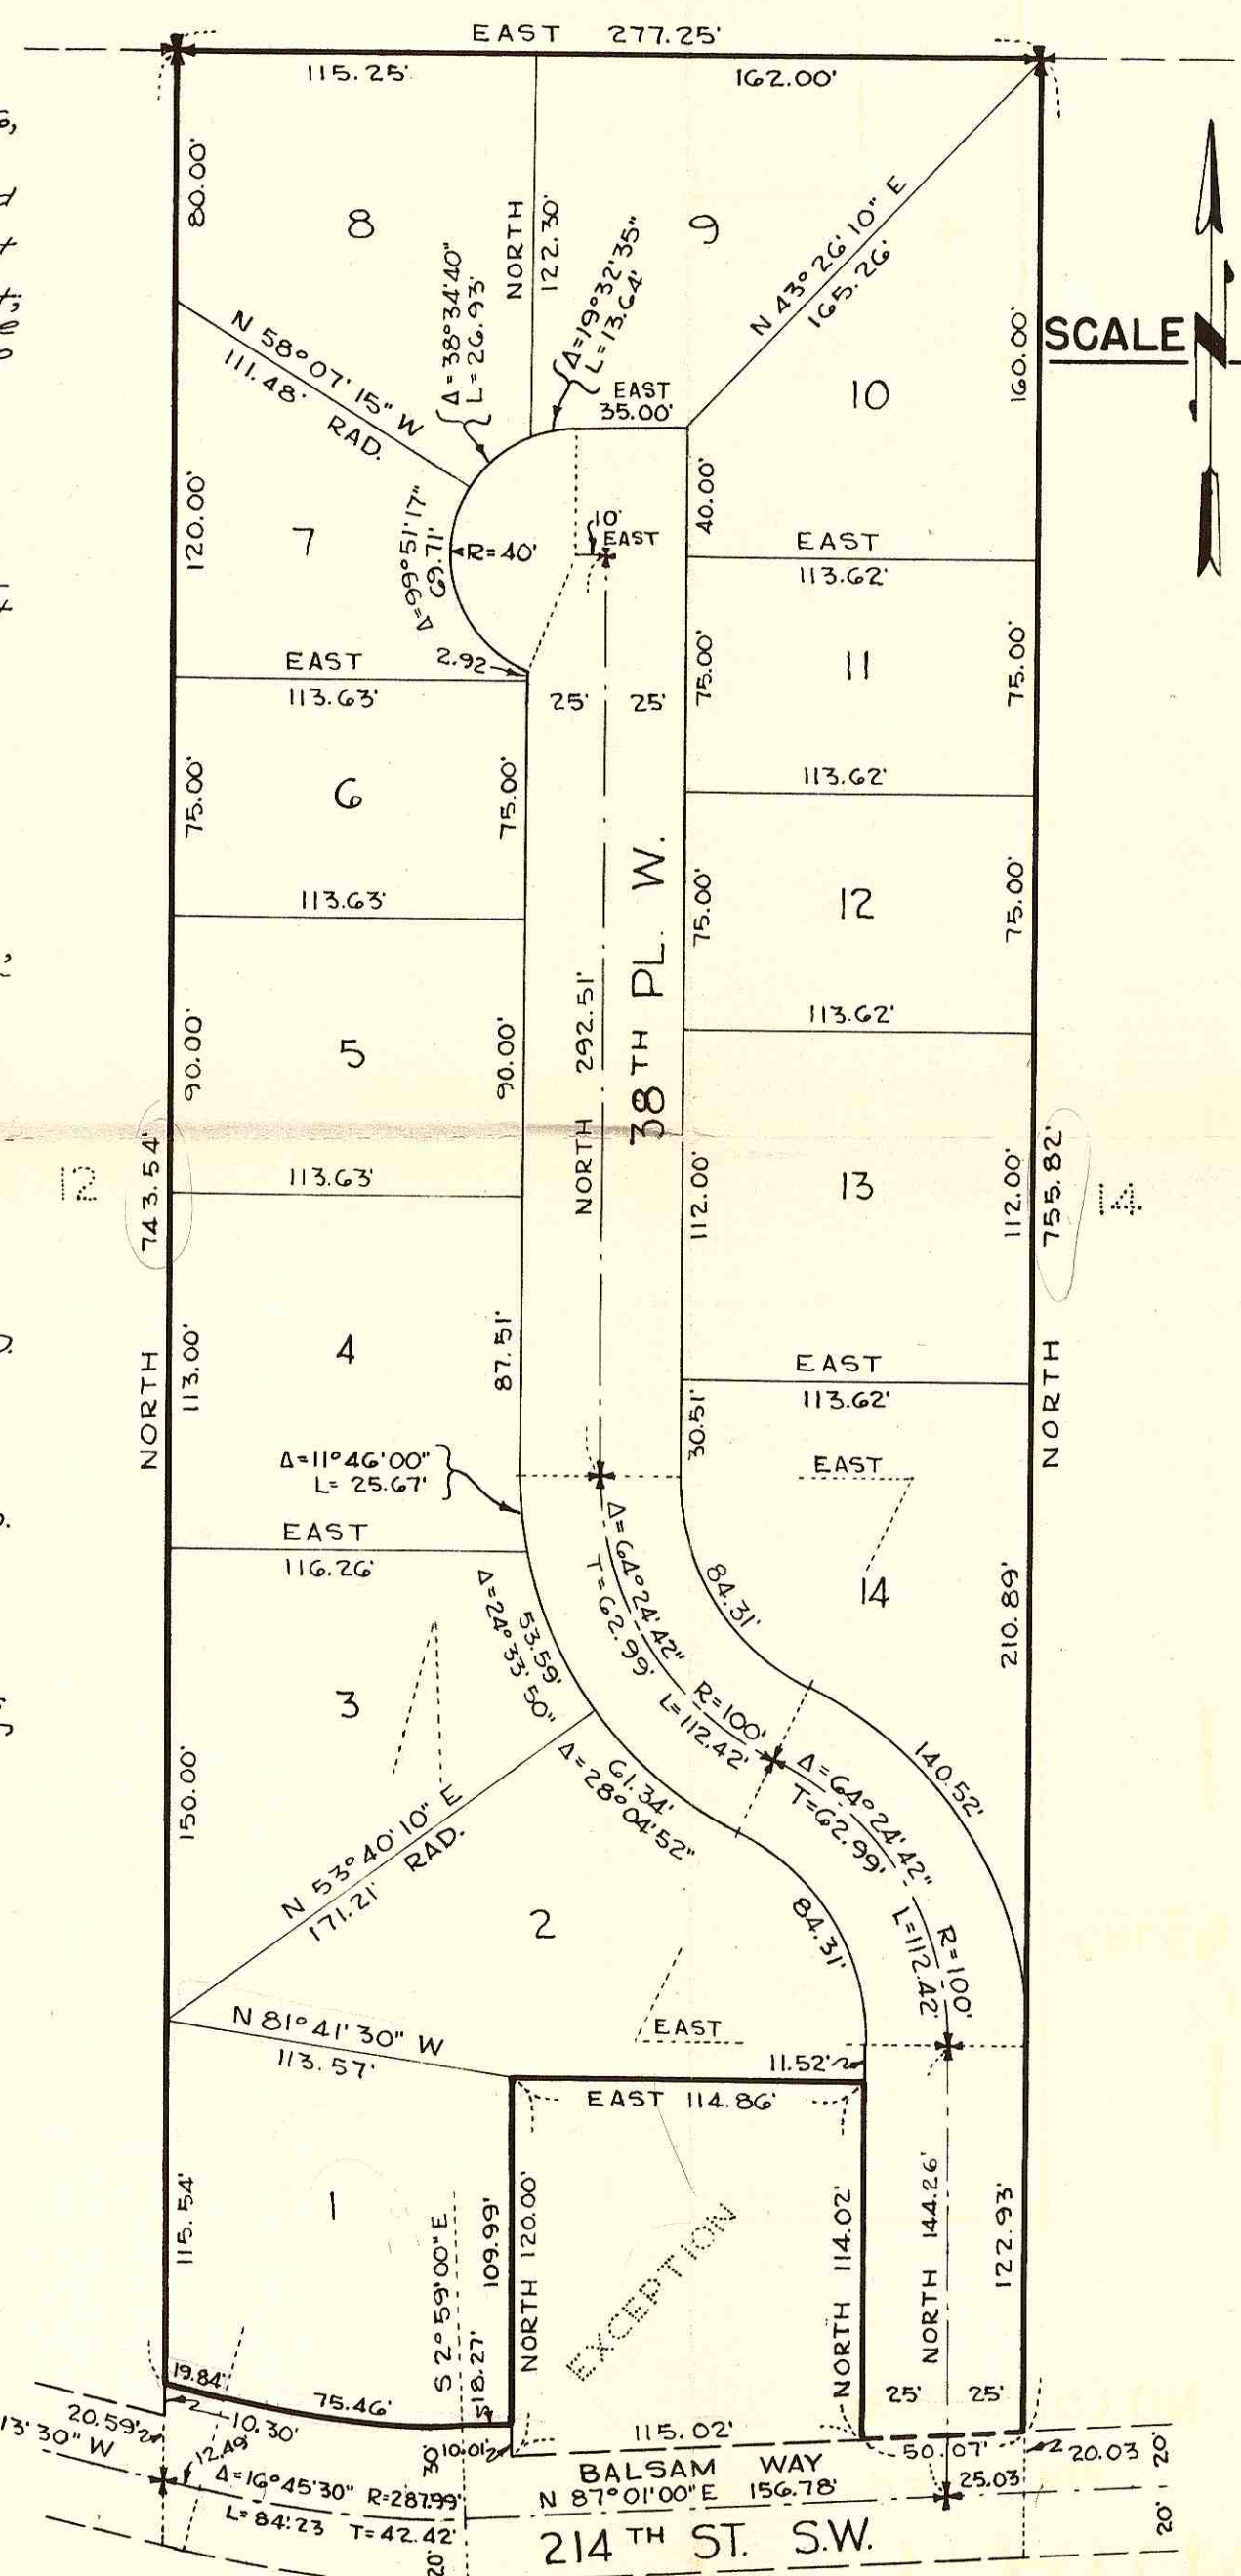 EAST 277.25'
115.25'
162.00'
80.00'
8
NORTH
122.30'
Δ=38°34'40"
L=26.93'
Δ=19°32'35"
L=13.64'
9
N 43°26'10" E
165.26'
160.00'
SCALE
N 58°07'15" W
111.48'
RAD.
EAST
35.00'
10
120.00'
7
Δ=99°51'17"
69.71'
R=40'
10'
EAST
40.00'
EAST
113.62'
EAST
113.63'
2.92
25'
25'
75.00'
11
75.00'
75.00'
6
75.00'
113.62'
38TH PL. W.
113.63'
75.00'
12
75.00'
NORTH 292.51'
90.00'
5
90.00'
113.62'
12
NORTH 743.54'
113.63'
112.00'
13
112.00'
NORTH 755.82'
14.
113.00'
4
87.51'
EAST
113.62'
30.51'
Δ=11°46'00"
L= 25.67'
EAST
EAST
116.26'
Δ=64°24'42"
T=62.99'
R=100'
L=112.42'
84.31'
14
210.89'
53.59'
Δ=24°33'50"
3
150.00'
61.34'
Δ=28°04'52"
Δ=64°24'42"
T=62.99'
R=100'
L=112.42'
140.52'
N 53°40'10" E
171.21'
RAD.
2
84.31'
N 81°41'30" W
113.57'
EAST
11.52'
EAST 114.86'
115.54'
1
S 2°59'00" E
518.27'
109.99'
NORTH 120.00'
EXCEPTION
NORTH 114.02'
NORTH 144.26'
122.93'
19.84'
75.46'
25'
25'
20.59'
10.30'
13'30" W
12.49'
30'
10.01'
115.02'
50.07'
20.03
20'
BALSAM WAY
25.03
Δ=16°45'30" R=287.99'
N 87°01'00" E 156.78'
L=84.23 T=42.42'
20'
214TH ST. S.W.
20'